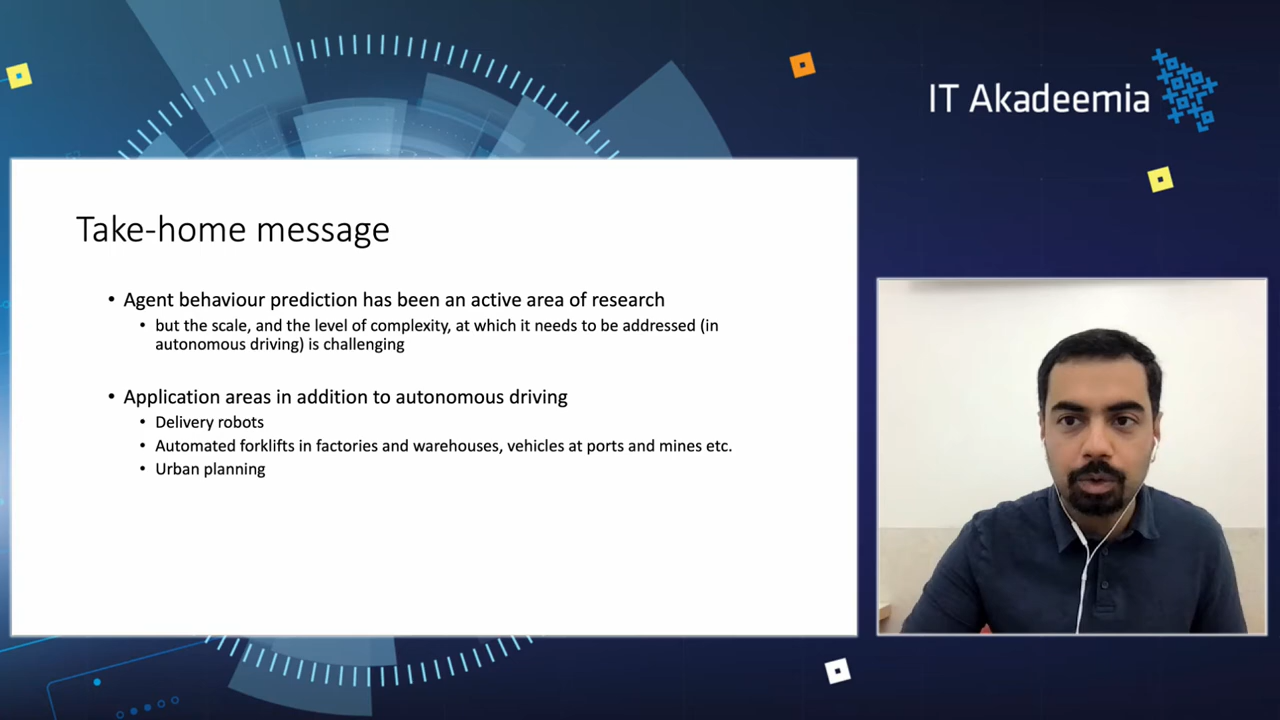 IT Akadeemia
Take-home message
• Agent behaviour prediction has been an active area of research
• but the scale, and the level of complexity, at which it needs to be addressed (in
autonomous driving) is challenging
• Application areas in addition to autonomous driving
• Delivery robots
• Automated forklifts in factories and warehouses, vehicles at ports and mines etc.
• Urban planning